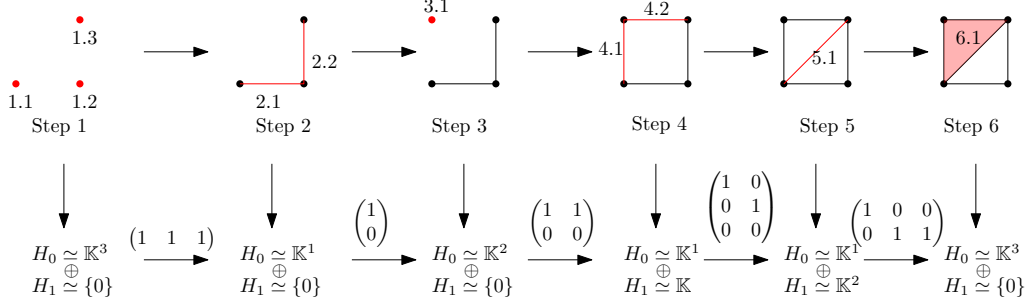 3.1
4.2
1.3
2.2
4.1
5.1
6.1
1.1
1.2
2.1
Step 1
Step 2
Step 3
Step 4
Step 5
Step 6
(1 1 1)
(1
0)
(1 1
0 0)
(1 0
0 1
0 0)
(1 0 0
0 1 1)
H₀ ≃ 𝕂³
⊕
H₁ ≃ {0}
H₀ ≃ 𝕂¹
⊕
H₁ ≃ {0}
H₀ ≃ 𝕂²
⊕
H₁ ≃ {0}
H₀ ≃ 𝕂¹
⊕
H₁ ≃ 𝕂
H₀ ≃ 𝕂¹
⊕
H₁ ≃ 𝕂²
H₀ ≃ 𝕂³
⊕
H₁ ≃ {0}